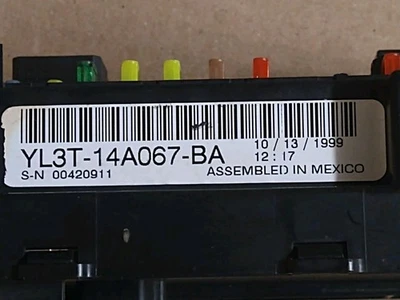 YL3T-14A067-BA
10 / 13 / 1999
12:17
S-N 00420911
ASSEMBLED IN MEXICO